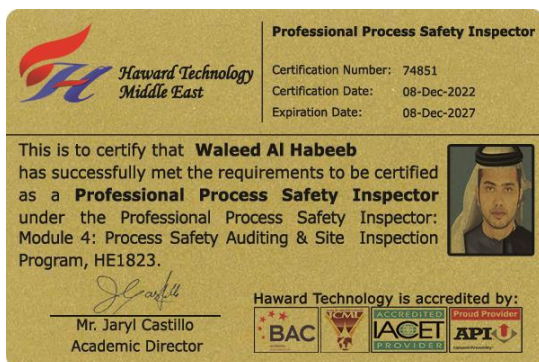 Haward Technology
Middle East
Professional Process Safety Inspector
Certification Number: 74851
Certification Date: 08-Dec-2022
Expiration Date: 08-Dec-2027
This is to certify that Waleed Al Habeeb
has successfully met the requirements to be certified
as a Professional Process Safety Inspector
under the Professional Process Safety Inspector:
Module 4: Process Safety Auditing & Site Inspection
Program, HE1823.
Mr. Jaryl Castillo
Academic Director
Haward Technology is accredited by:
BAC
ACCREDITED
IACET
PROVIDER
Proud Provider
API